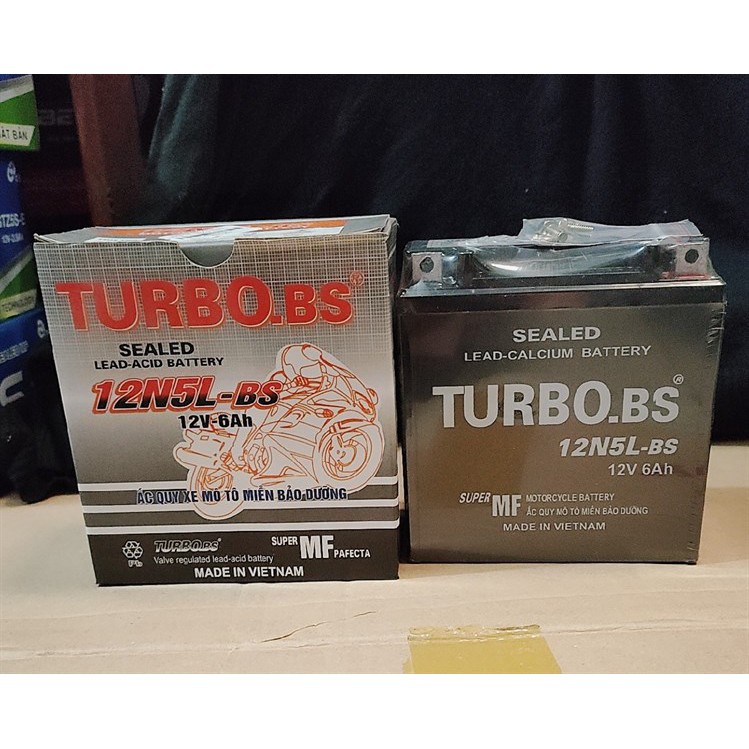 TURBO.BS®
SEALED
LEAD-ACID BATTERY
12N5L-BS
12V-6Ah
ẮC QUY XE MÔ TÔ MIỄN BẢO DƯỠNG
Pb
TURBO.BS®
Valve regulated lead-acid battery
SUPER MF PAFECTA
MADE IN VIETNAM
SEALED
LEAD-CALCIUM BATTERY
TURBO.BS®
12N5L-BS
12V 6Ah
SUPER MF MOTORCYCLE BATTERY
ẮC QUY MÔ TÔ MIỄN BẢO DƯỠNG
MADE IN VIETNAM